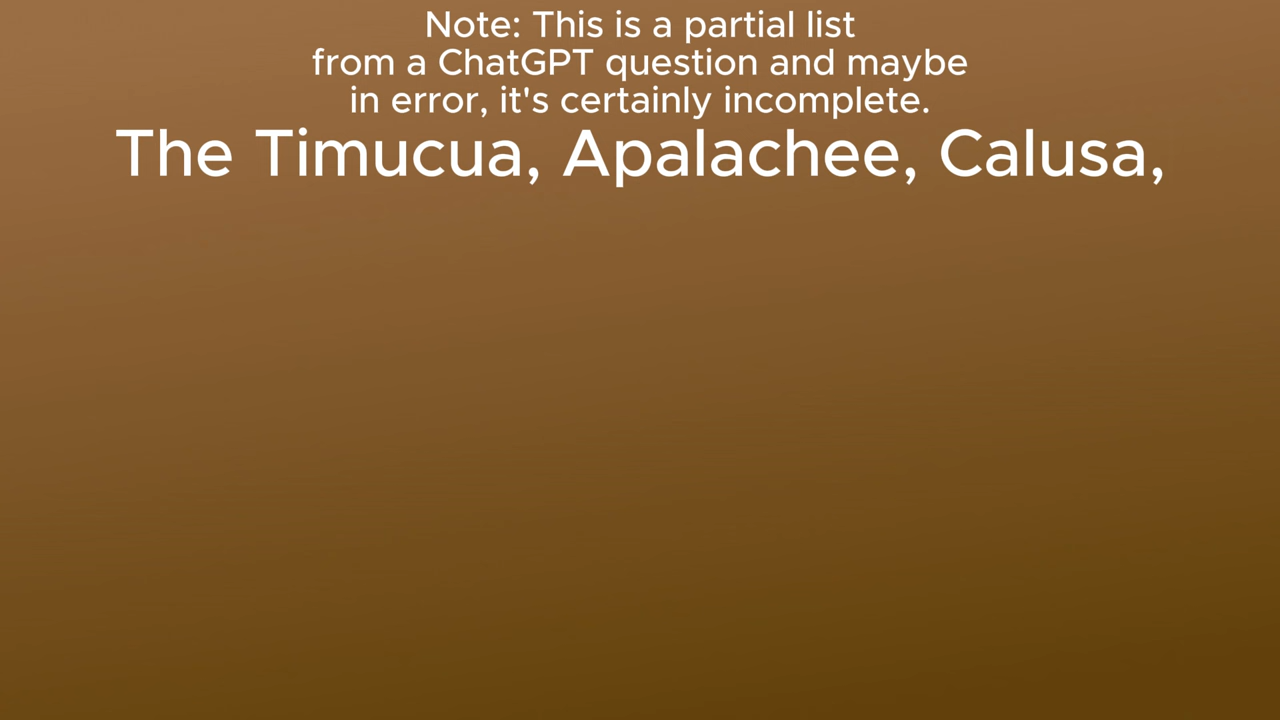 Note: This is a partial list
from a ChatGPT question and maybe
in error, it's certainly incomplete.
The Timucua, Apalachee, Calusa,